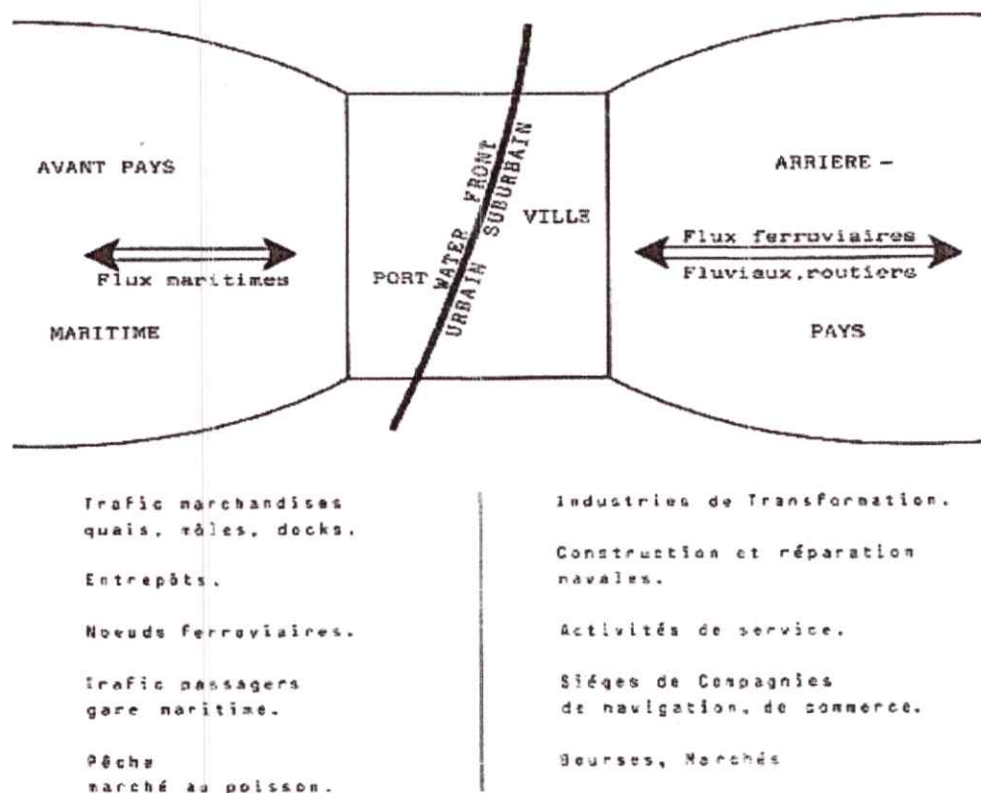 AVANT PAYS
Flux maritimes
MARITIME
PORT
WATER FRONT
URBAIN SUBURBAIN
VILLE
ARRIERE -
Flux ferroviaires
Fluviaux,routiers
PAYS
Trafic marchandises
quais, môles, docks.
Entrepôts.
Noeuds ferroviaires.
Trafic passagers
gare maritime.
Pêche
marché au poisson.
Industries de Transformation.
Construction et réparation
navales.
Activités de service.
Sièges de Compagnies
de navigation, de commerce.
Bourses, Marchés